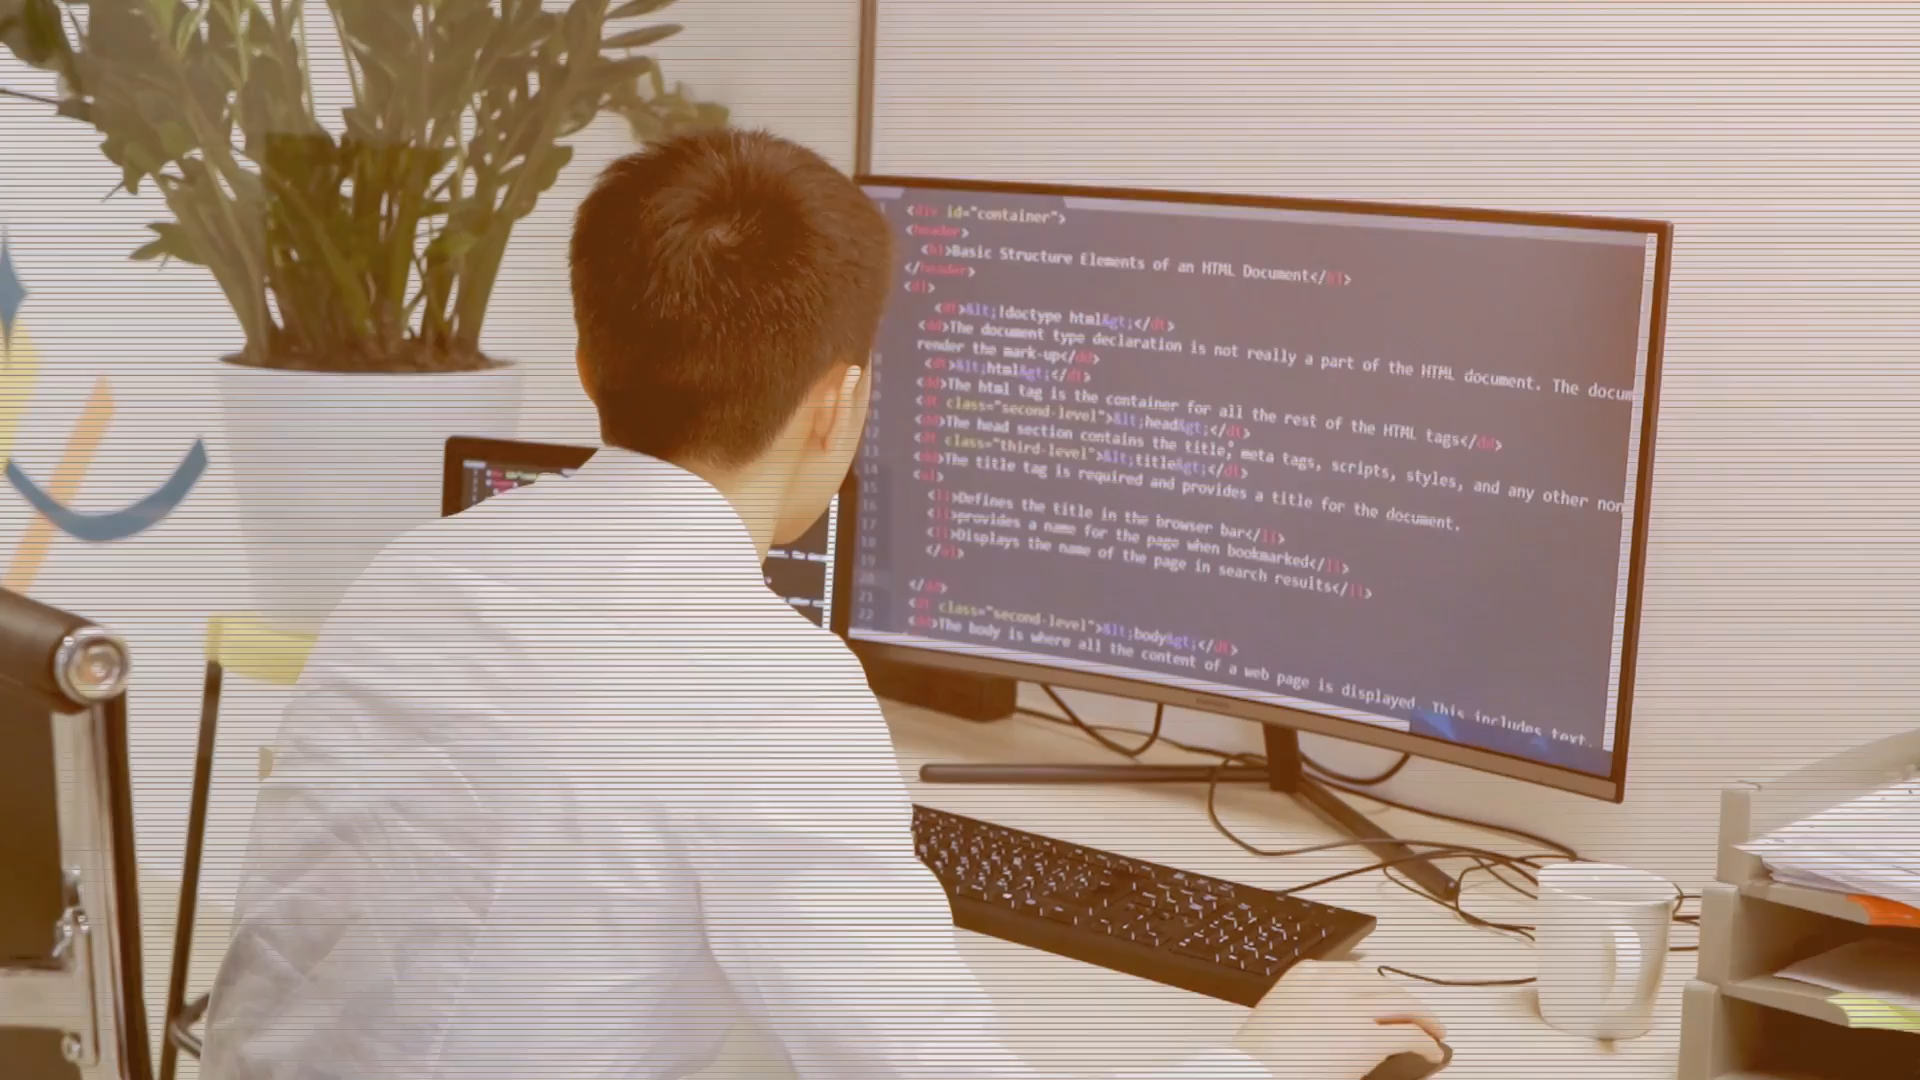 <div id="container">
<header>
<h1>Basic Structure Elements of an HTML Document</h1>
</header>
<dl>
<dt>&lt;!doctype html&gt;</dt>
<dd>The document type declaration is not really a part of the HTML document. The docum
render the mark-up</dd>
<dt>&lt;html&gt;</dt>
<dd>The html tag is the container for all the rest of the HTML tags</dd>
<dt class="second-level">&lt;head&gt;</dt>
<dd>The head section contains the title, meta tags, scripts, styles, and any other non
<dt class="third-level">&lt;title&gt;</dt>
<dd>The title tag is required and provides a title for the document.
<ul>
<li>Defines the title in the browser bar</li>
<li>provides a name for the page when bookmarked</li>
<li>Displays the name of the page in search results</li>
</ul>
</dd>
<dt class="second-level">&lt;body&gt;</dt>
<dd>The body is where all the content of a web page is displayed. This includes text,